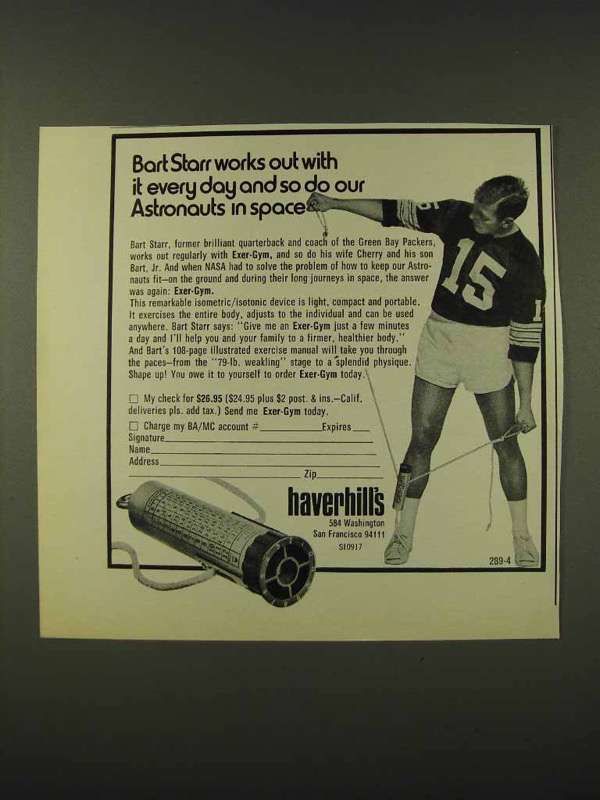 Bart Starr works out with
it every day and so do our
Astronauts in space.
Bart Starr, former brilliant quarterback and coach of the Green Bay Packers,
works out regularly with Exer-Gym, and so do his wife Cherry and his son
Bart, Jr. And when NASA had to solve the problem of how to keep our Astro-
nauts fit—on the ground and during their long journeys in space, the answer
was again: Exer-Gym.
This remarkable isometric/isotonic device is light, compact and portable.
It exercises the entire body, adjusts to the individual and can be used
anywhere. Bart Starr says: "Give me an Exer-Gym just a few minutes
a day and I'll help you and your family to a firmer, healthier body."
And Bart's 108-page illustrated exercise manual will take you through
the paces—from the "79-lb. weakling" stage to a splendid physique.
Shape up! You owe it to yourself to order Exer-Gym today.
My check for $26.95 ($24.95 plus $2 post. & ins.—Calif.
deliveries pls. add tax.) Send me Exer-Gym today.
Charge my BA/MC account # Expires
Signature
Name
Address
Zip
haverhill's
584 Washington
San Francisco 94111
SI0917
289-4
15
15
1